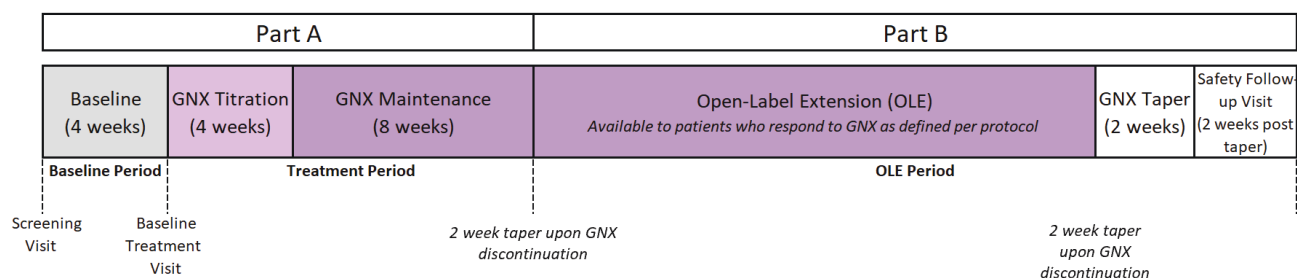 Part A
Part B
Baseline
(4 weeks)
GNX Titration
(4 weeks)
GNX Maintenance
(8 weeks)
Open-Label Extension (OLE)
Available to patients who respond to GNX as defined per protocol
GNX Taper
(2 weeks)
Safety Follow-
up Visit
(2 weeks post
taper)
Baseline Period
Treatment Period
OLE Period
Screening
Visit
Baseline
Treatment
Visit
2 week taper upon GNX
discontinuation
2 week taper
upon GNX
discontinuation